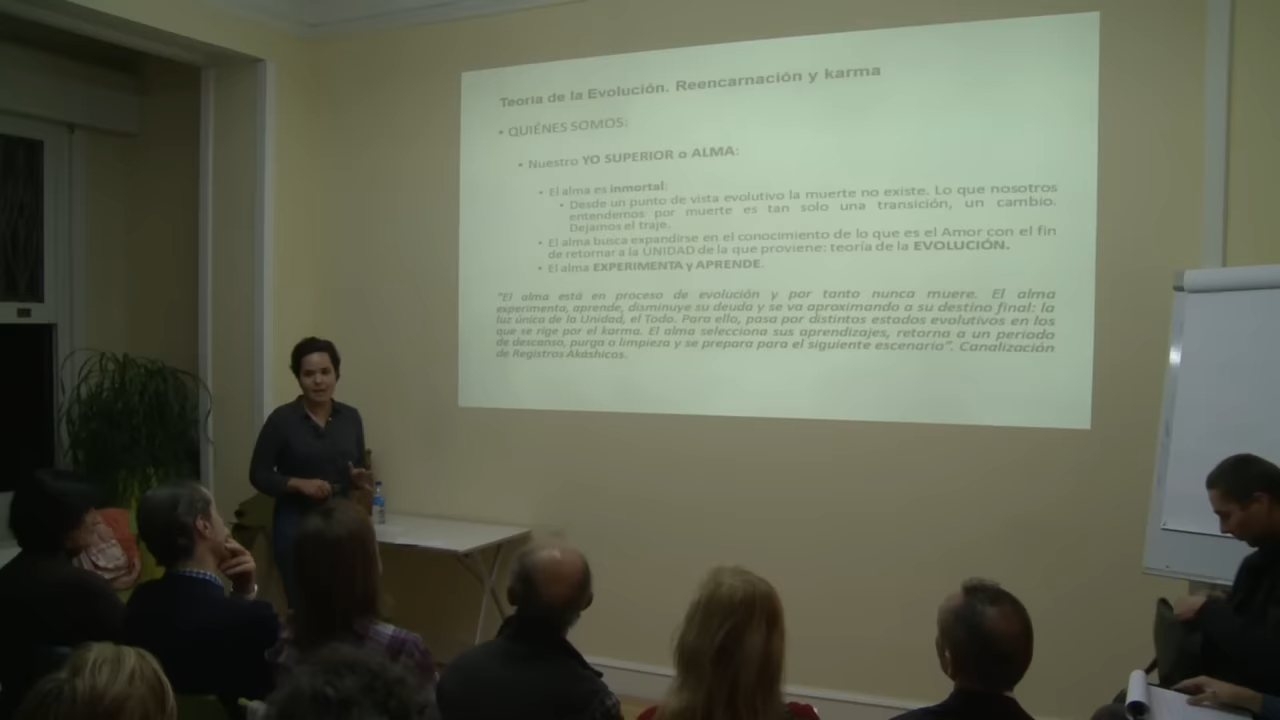 Teoría de la Evolución. Reencarnación y karma
• QUIÉNES SOMOS:
• Nuestro YO SUPERIOR o ALMA:
• El alma es inmortal:
• Desde un punto de vista evolutivo la muerte no existe. Lo que nosotros
entendemos por muerte es tan solo una transición, un cambio.
Dejamos el traje.
• El alma busca expandirse en el conocimiento de lo que es el Amor con el fin
de retornar a la UNIDAD de la que proviene: teoría de la EVOLUCIÓN.
• El alma EXPERIMENTA y APRENDE.
"El alma está en proceso de evolución y por tanto nunca muere. El alma
experimenta, aprende, disminuye su deuda y se va aproximando a su destino final: la
luz única de la Unidad, el Todo. Para ello, pasa por distintos estados evolutivos en los
que se rige por el karma. El alma selecciona sus aprendizajes, retorna a un periodo
de descanso, purga o limpieza y se prepara para el siguiente escenario". Canalización
de Registros Akáshicos.